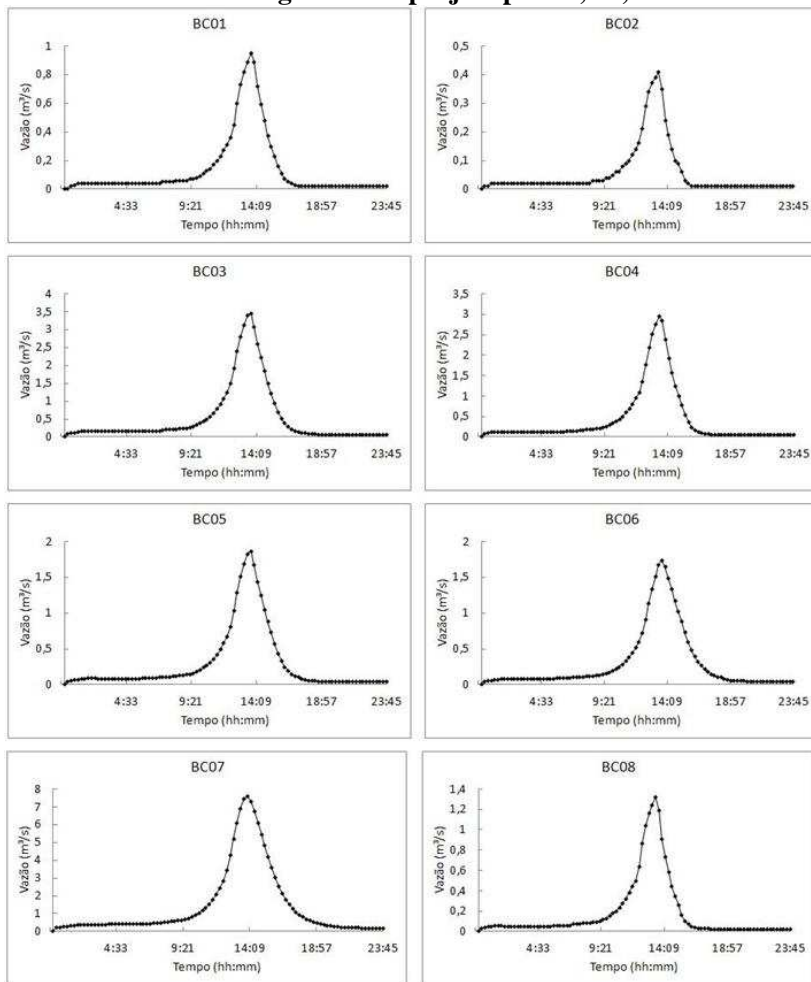 BC01
Vazão (m³/s)
1
0,8
0,6
0,4
0,2
0
4:33 9:21 14:09 18:57 23:45
Tempo (hh:mm)
BC02
Vazão (m³/s)
0,5
0,4
0,3
0,2
0,1
0
4:33 9:21 14:09 18:57 23:45
Tempo (hh:mm)
BC03
Vazão (m³/s)
4
3,5
3
2,5
2
1,5
1
0,5
0
4:33 9:21 14:09 18:57 23:45
Tempo (hh:mm)
BC04
Vazão (m³/s)
3,5
3
2,5
2
1,5
1
0,5
0
4:33 9:21 14:09 18:57 23:45
Tempo (hh:mm)
BC05
Vazão (m³/s)
2
1,5
1
0,5
0
4:33 9:21 14:09 18:57 23:45
Tempo (hh:mm)
BC06
Vazão (m³/s)
2
1,5
1
0,5
0
4:33 9:21 14:09 18:57 23:45
Tempo (hh:mm)
BC07
Vazão (m³/s)
8
7
6
5
4
3
2
1
0
4:33 9:21 14:09 18:57 23:45
Tempo (hh:mm)
BC08
Vazão (m³/s)
1,4
1,2
1
0,8
0,6
0,4
0,2
0
4:33 9:21 14:09 18:57 23:45
Tempo (hh:mm)